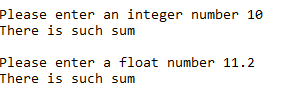 Please enter an integer number 10
There is such sum
Please enter a float number 11.2
There is such sum